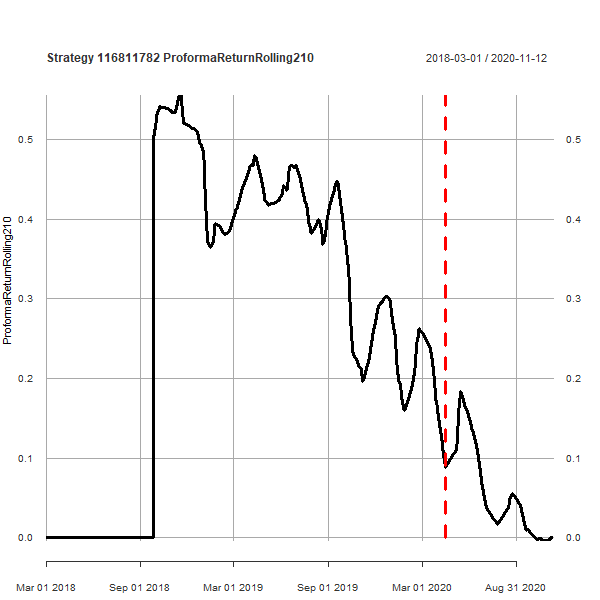 Strategy 116811782 ProformaReturnRolling210
2018-03-01 / 2020-11-12
ProformaReturnRolling210
0.5
0.4
0.3
0.2
0.1
0.0
0.5
0.4
0.3
0.2
0.1
0.0
Mar 01 2018
Sep 01 2018
Mar 01 2019
Sep 01 2019
Mar 01 2020
Aug 31 2020